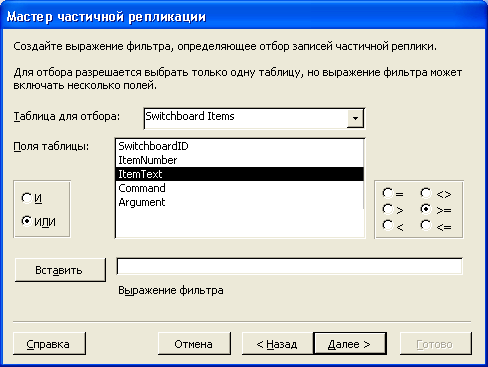 Мастер частичной репликации
Создайте выражение фильтра, определяющее отбор записей частичной реплики.
Для отбора разрешается выбрать только одну таблицу, но выражение фильтра может
включать несколько полей.
Таблица для отбора: Switchboard Items
Поля таблицы: SwitchboardID
ItemNumber
ItemText
Command
Argument
И
ИЛИ
= <>
> >=
< <=
Вставить
Выражение фильтра
Справка Отмена < Назад Далее > Готово